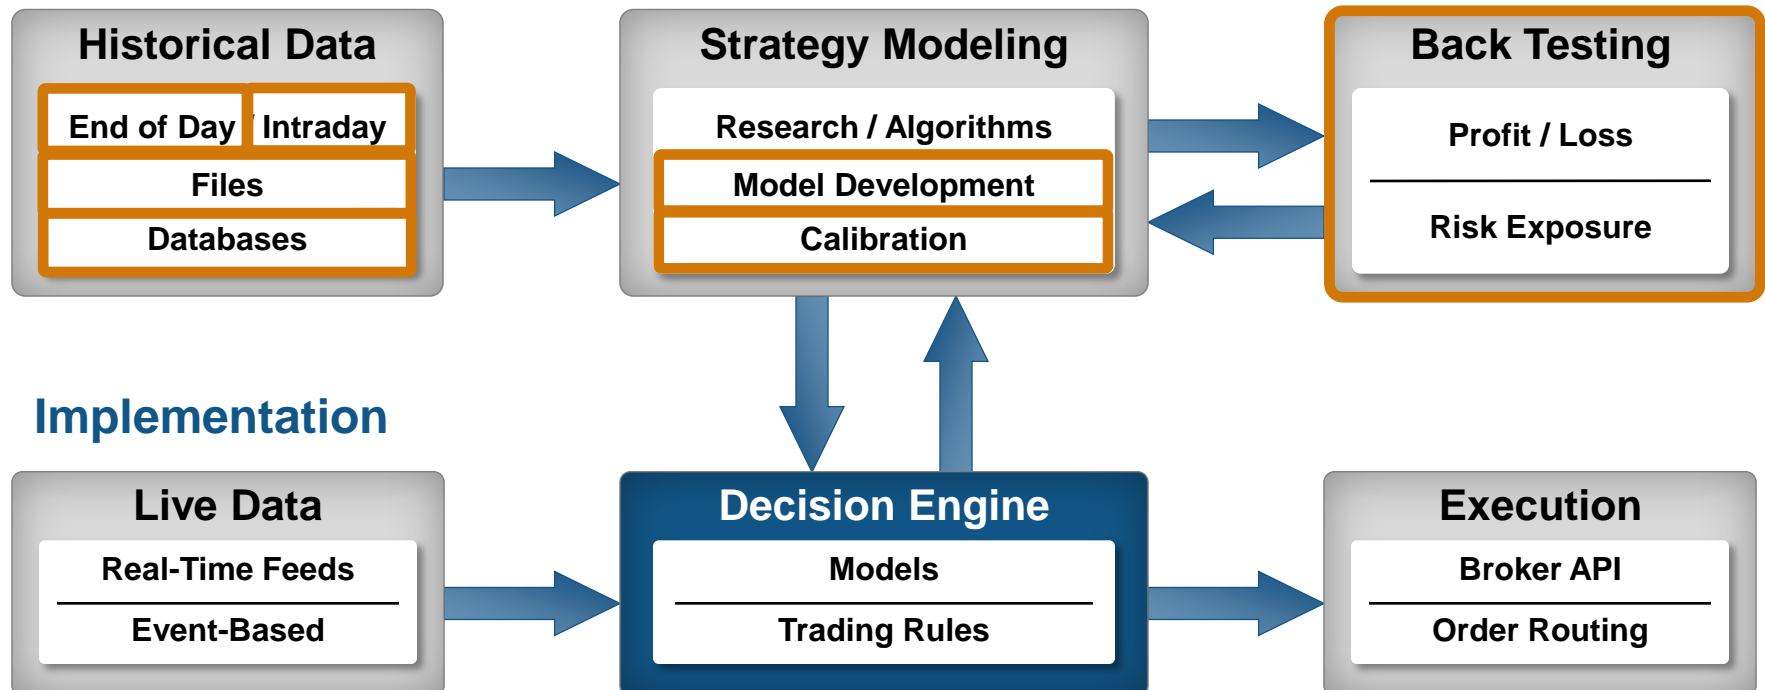 Historical Data
End of Day / Intraday
Files
Databases
Strategy Modeling
Research / Algorithms
Model Development
Calibration
Back Testing
Profit / Loss
Risk Exposure
Implementation
Live Data
Real-Time Feeds
Event-Based
Decision Engine
Models
Trading Rules
Execution
Broker API
Order Routing